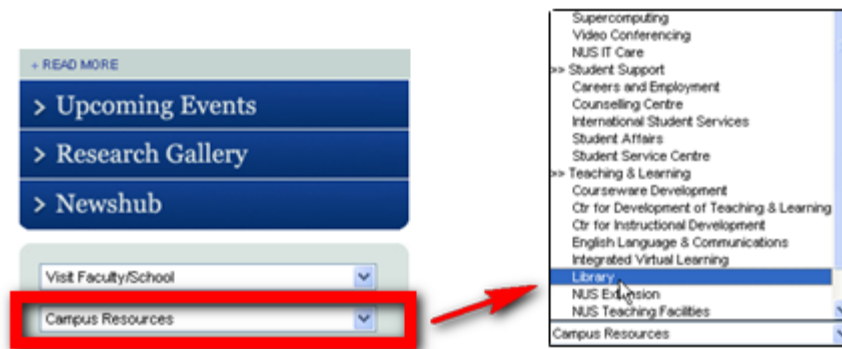 + READ MORE
> Upcoming Events
> Research Gallery
> Newshub
Visit Faculty/School
Campus Resources
Supercomputing
Video Conferencing
NUS IT Care
>> Student Support
Careers and Employment
Counselling Centre
International Student Services
Student Affairs
Student Service Centre
>> Teaching & Learning
Courseware Development
Ctr for Development of Teaching & Learning
Ctr for Instructional Development
English Language & Communications
Integrated Virtual Learning
Library
NUS Extension
NUS Teaching Facilities
Campus Resources